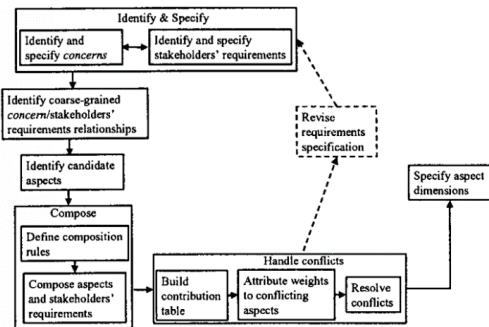 Identify & Specify
Identify and
specify concerns
Identify and specify
stakeholders' requirements
Identify coarse-grained
concern/stakeholders'
requirements relationships
Revise
requirements
specification
Identify candidate
aspects
Specify aspect
dimensions
Compose
Define composition
rules
Compose aspects
and stakeholders'
requirements
Handle conflicts
Build
contribution
table
Attribute weights
to conflicting
aspects
Resolve
conflicts